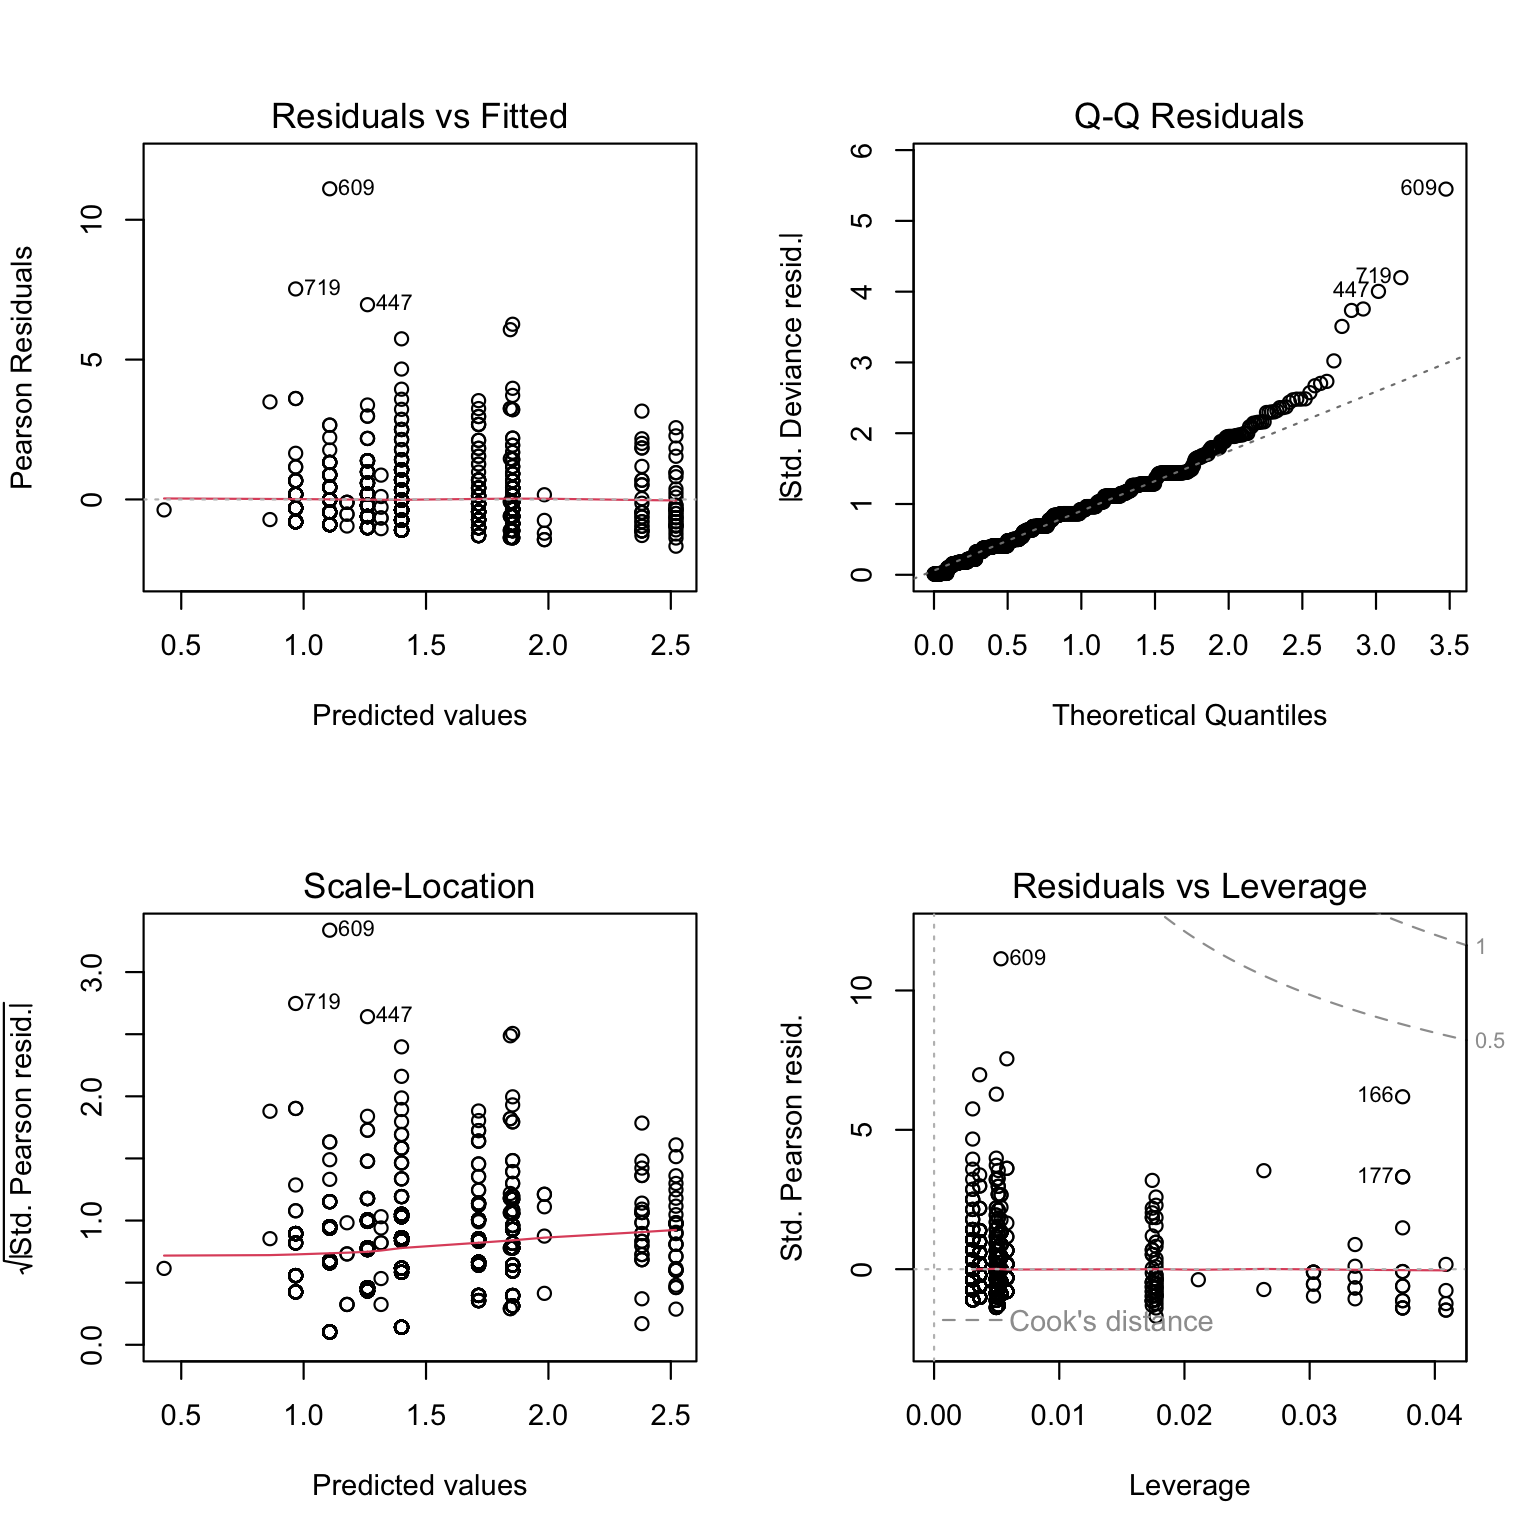 Residuals vs Fitted
Pearson Residuals
0 5 10
609
719
447
0.5 1.0 1.5 2.0 2.5
Predicted values
Q-Q Residuals
|Std. Deviance resid.|
0 1 2 3 4 5 6
609
719
447
0.0 0.5 1.0 1.5 2.0 2.5 3.0 3.5
Theoretical Quantiles
Scale-Location
√|Std. Pearson resid.|
0.0 1.0 2.0 3.0
609
719
447
0.5 1.0 1.5 2.0 2.5
Predicted values
Residuals vs Leverage
Std. Pearson resid.
0 5 10
609
1
0.5
166
177
Cook's distance
0.00 0.01 0.02 0.03 0.04
Leverage